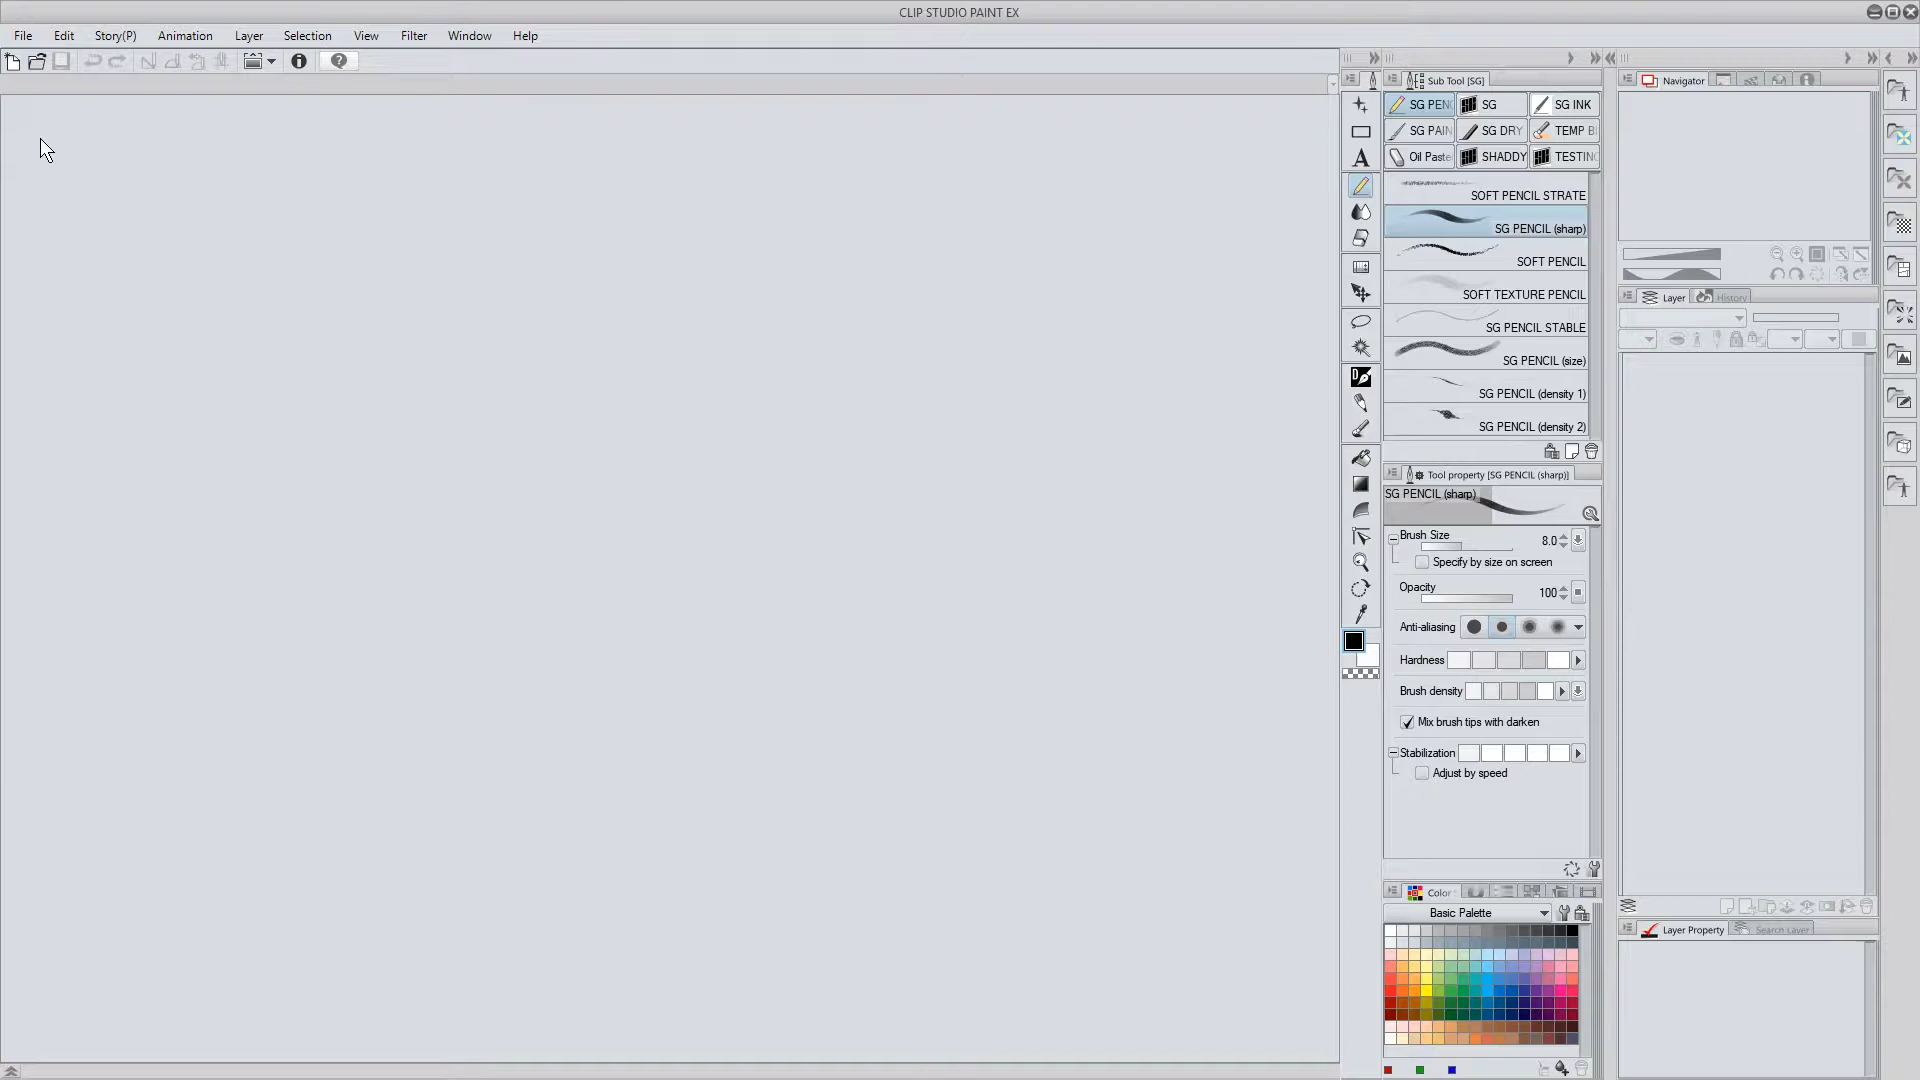 CLIP STUDIO PAINT EX
File Edit Story(P) Animation Layer Selection View Filter Window Help
Sub Tool [SG]
Navigator
SG PENC SG SG INK
SG PAIN SG DRY TEMP B
Oil Paste SHADDY TESTING
SOFT PENCIL STRATE
SG PENCIL (sharp)
SOFT PENCIL
SOFT TEXTURE PENCIL
SG PENCIL STABLE
SG PENCIL (size)
SG PENCIL (density 1)
SG PENCIL (density 2)
Layer History
Tool property [SG PENCIL (sharp)]
SG PENCIL (sharp)
Brush Size 8.0
Specify by size on screen
Opacity 100
Anti-aliasing
Hardness
Brush density
Mix brush tips with darken
Stabilization
Adjust by speed
Color
Basic Palette
Layer Property Search Layer